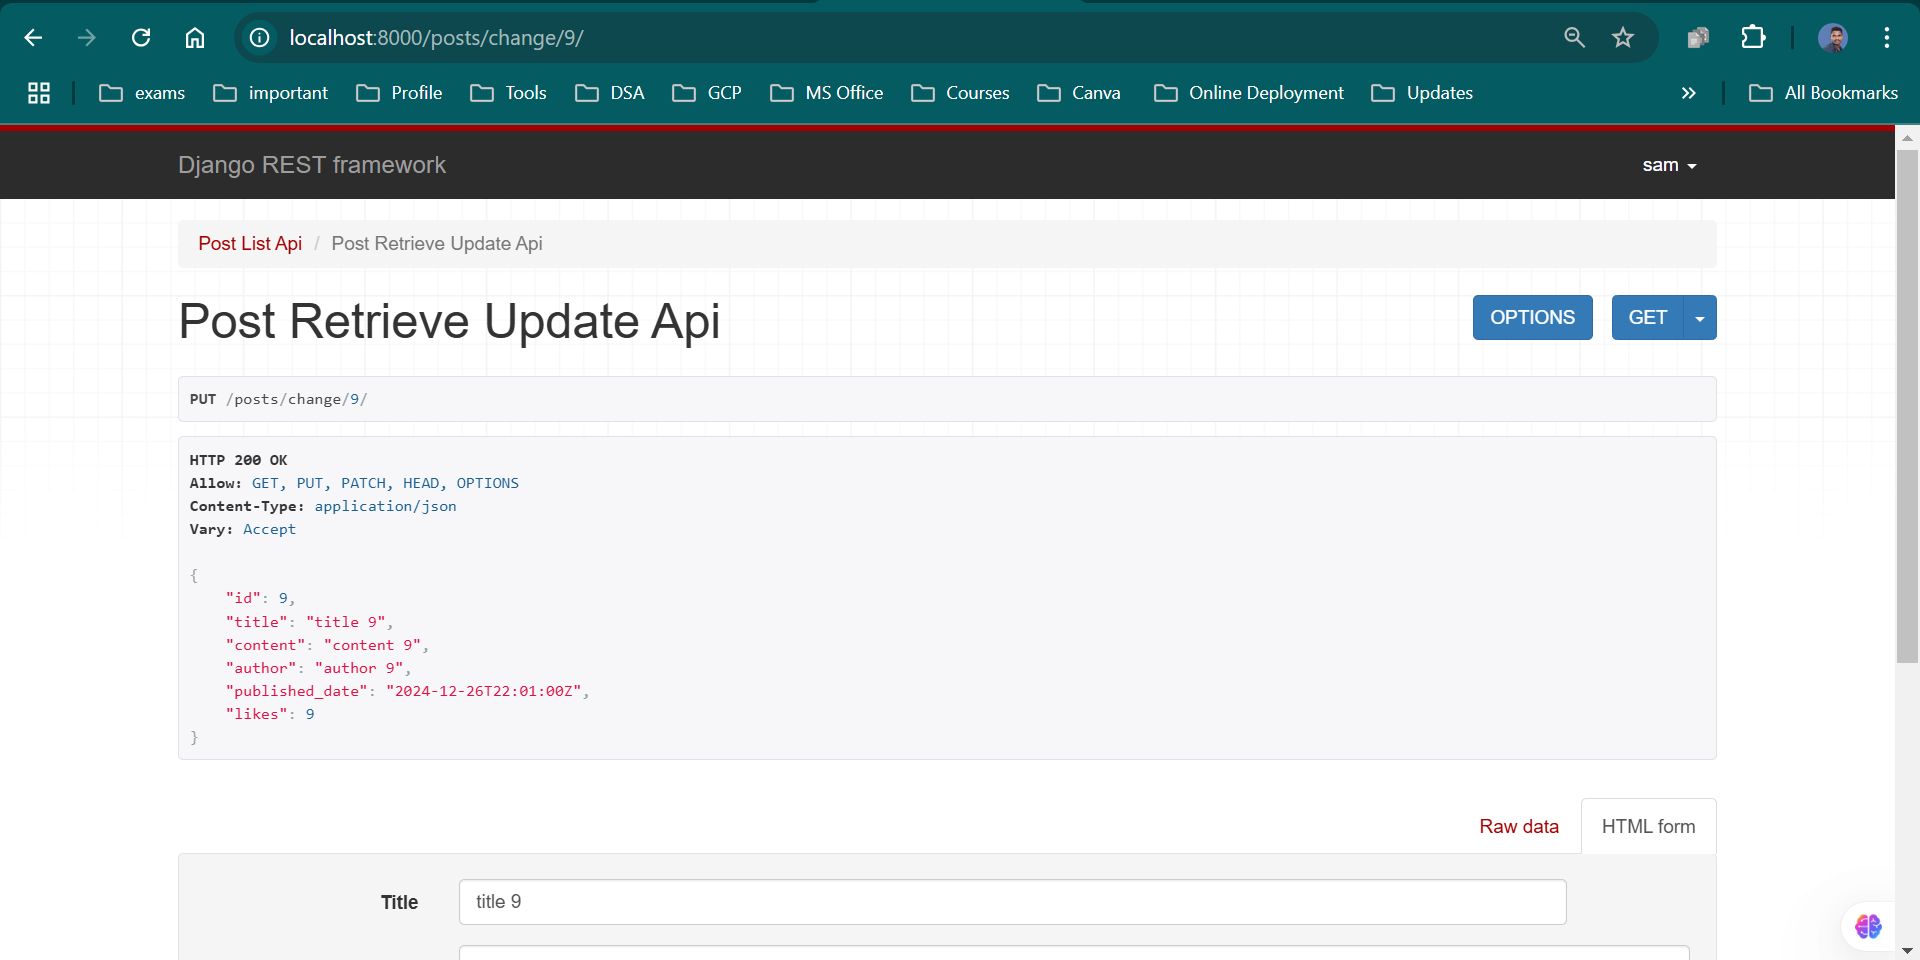 localhost:8000/posts/change/9/
exams important Profile Tools DSA GCP MS Office Courses Canva Online Deployment Updates » All Bookmarks
Django REST framework sam
Post List Api / Post Retrieve Update Api
Post Retrieve Update Api OPTIONS GET
PUT /posts/change/9/
HTTP 200 OK
Allow: GET, PUT, PATCH, HEAD, OPTIONS
Content-Type: application/json
Vary: Accept
{
"id": 9,
"title": "title 9",
"content": "content 9",
"author": "author 9",
"published_date": "2024-12-26T22:01:00Z",
"likes": 9
}
Raw data HTML form
Title title 9